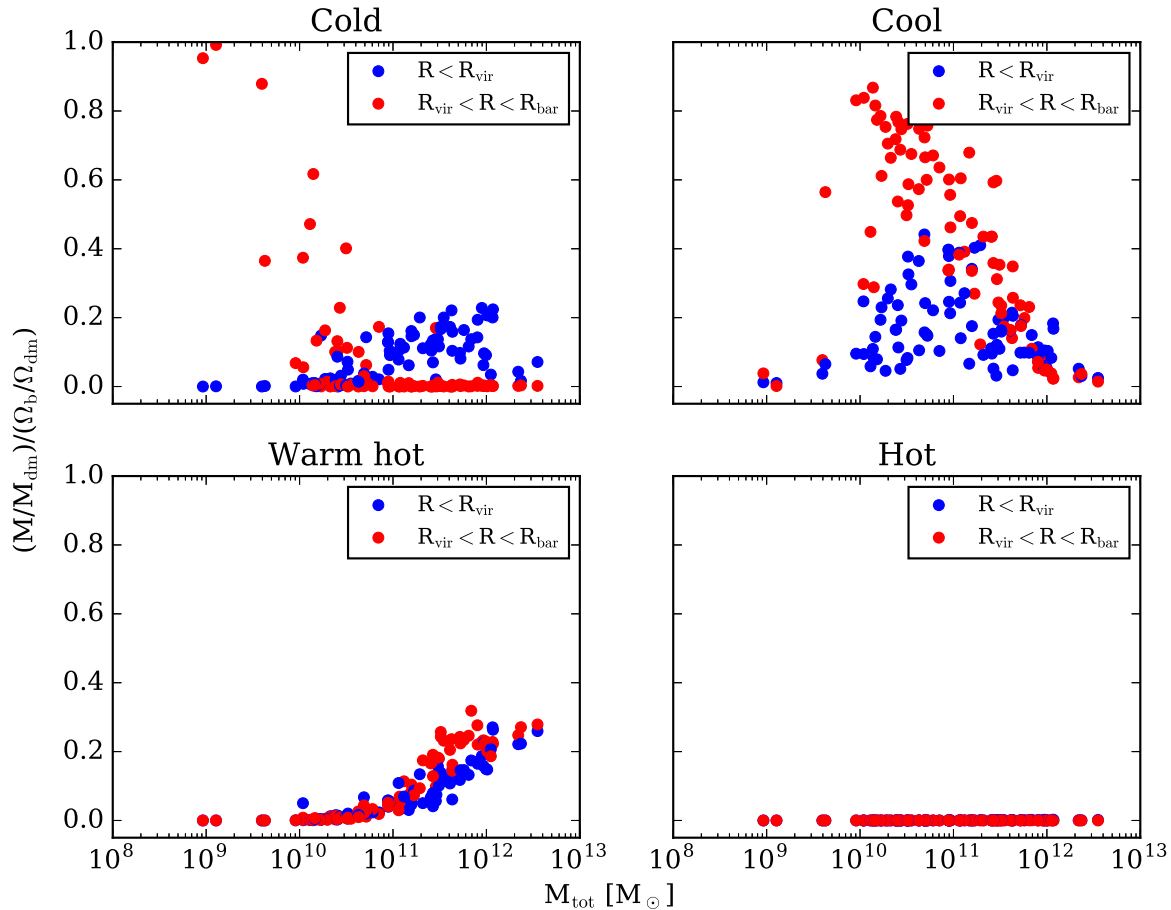 Cold
Cool
1.0
0.8
0.6
0.4
0.2
0.0
R < R_vir
R_vir < R < R_bar
R < R_vir
R_vir < R < R_bar
Warm hot
Hot
1.0
0.8
0.6
0.4
0.2
0.0
R < R_vir
R_vir < R < R_bar
R < R_vir
R_vir < R < R_bar
10^8 10^9 10^10 10^11 10^12 10^13
10^8 10^9 10^10 10^11 10^12 10^13
(M/M_dm)/(Ω_b/Ω_dm)
M_tot [M_⊙]